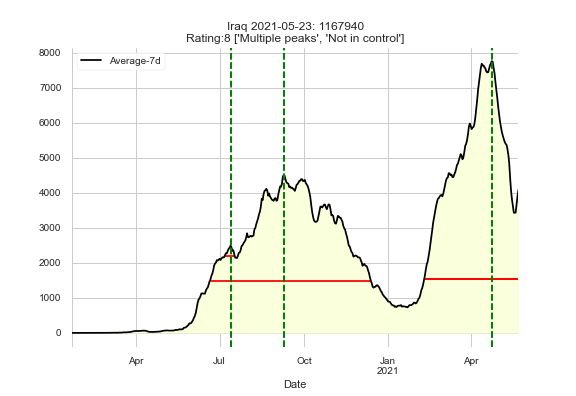 Iraq 2021-05-23: 1167940
Rating:8 ['Multiple peaks', 'Not in control']
Average-7d
8000
7000
6000
5000
4000
3000
2000
1000
0
Apr Jul Oct Jan Apr
2021
Date